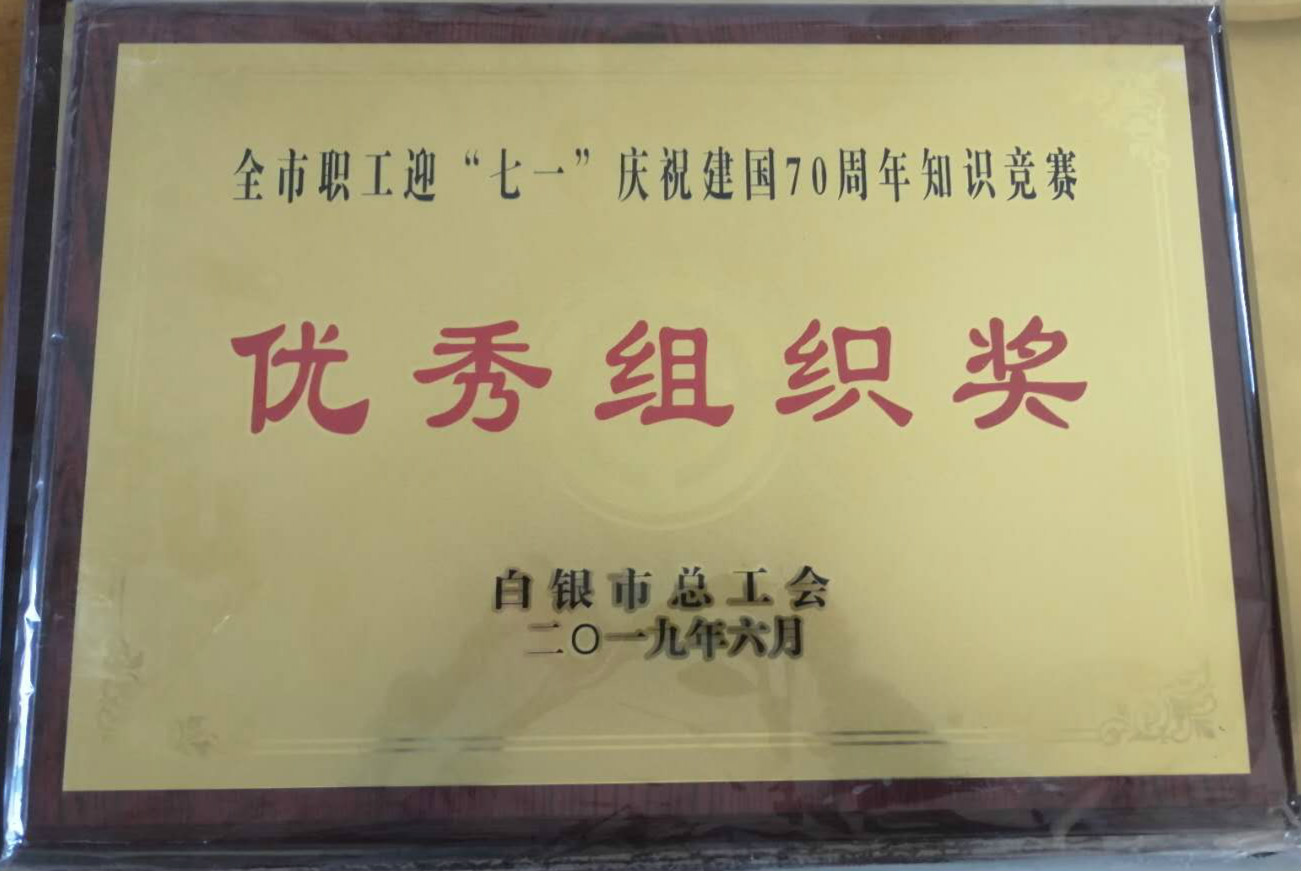 全市职工迎“七一”庆祝建国70周年知识竞赛
优秀组织奖
白银市总工会
二〇一九年六月